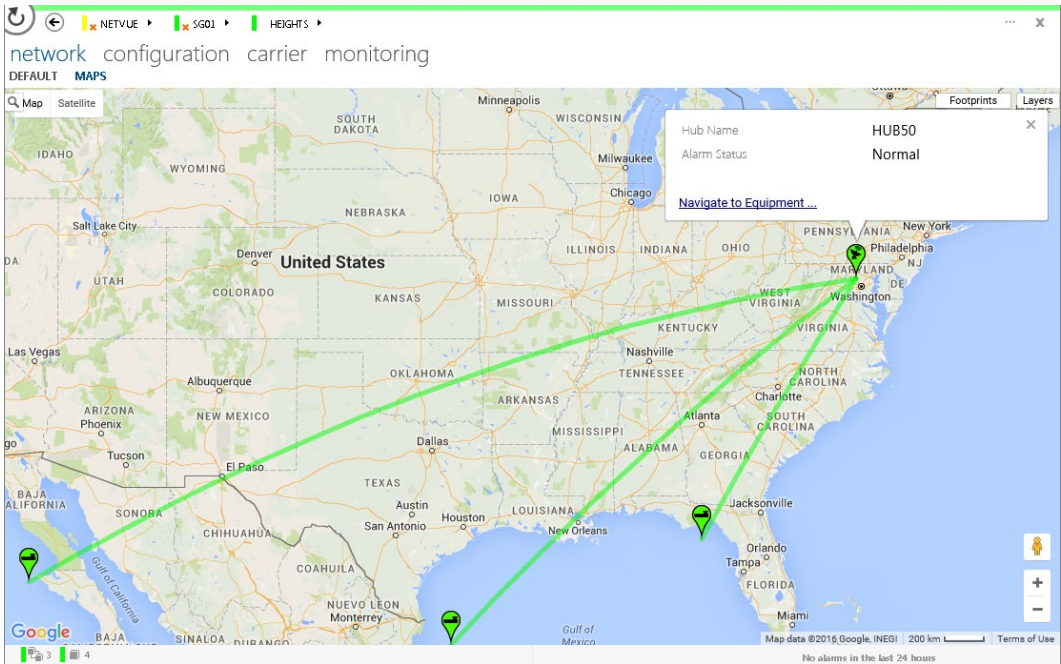 NETVUE SG01 HEIGHTS ... X
network configuration carrier monitoring
DEFAULT MAPS
Map Satellite
Footprints Layers
Hub Name HUB50
Alarm Status Normal
Navigate to Equipment ...
Minneapolis
SOUTH DAKOTA
WISCONSIN
IDAHO
WYOMING
Milwaukee
Chicago
IOWA
NEBRASKA
Salt Lake City
PENNSYLVANIA
New York
Denver
United States
ILLINOIS
INDIANA
OHIO
Philadelphia
NJ
UTAH
COLORADO
KANSAS
MISSOURI
WEST VIRGINIA
MARYLAND
DE
Washington
KENTUCKY
VIRGINIA
Las Vegas
Nashville
TENNESSEE
OKLAHOMA
NORTH CAROLINA
Albuquerque
ARKANSAS
Charlotte
ARIZONA
Phoenix
NEW MEXICO
Atlanta
SOUTH CAROLINA
MISSISSIPPI
ALABAMA
GEORGIA
Dallas
Tucson
El Paso
TEXAS
BAJA CALIFORNIA
SONORA
Austin
San Antonio
Houston
LOUISIANA
New Orleans
Jacksonville
CHIHUAHUA
Orlando
Tampa
COAHUILA
Gulf of California
FLORIDA
NUEVO LEON
Monterrey
Miami
Gulf of Mexico
BAJA
SINALOA
DURANGO
Google
Map data ©2016 Google, INEGI 200 km Terms of Use
3 4
No alarms in the last 24 hours